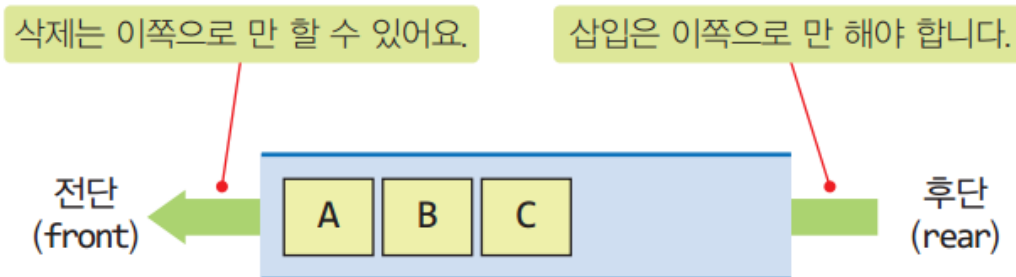 삭제는 이쪽으로 만 할 수 있어요.
삽입은 이쪽으로 만 해야 합니다.
전단
(front)
A
B
C
후단
(rear)